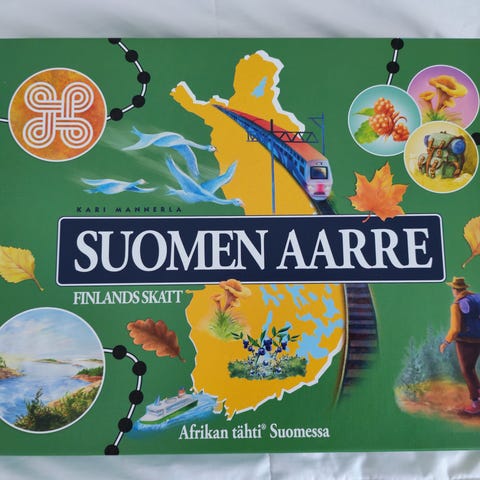 KARI MANNERLA
SUOMEN AARRE
FINLANDS SKATT
Afrikan tähti® Suomessa